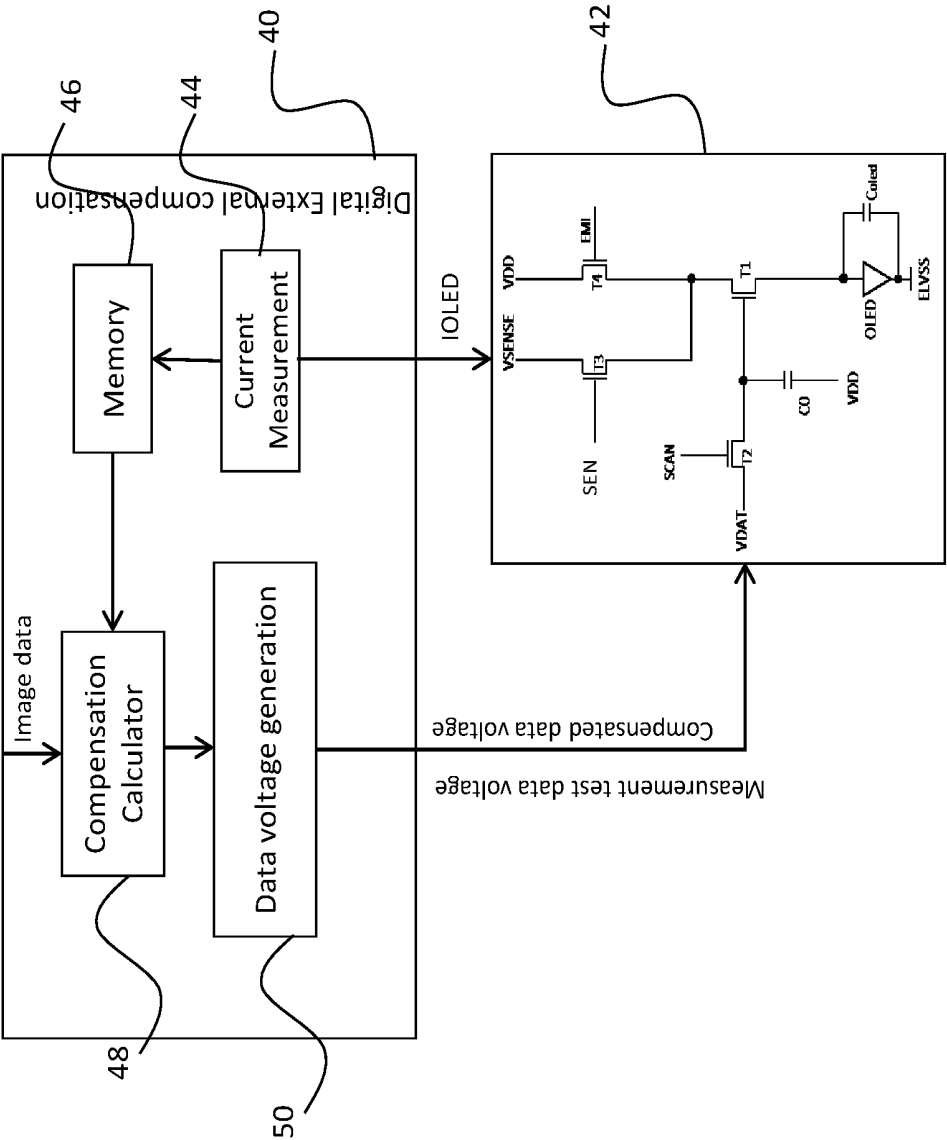 40
46
44
Digital External compensation
Memory
Current
Measurement
Image data
Compensation
Calculator
Data voltage generation
48
50
IOLED
Compensated data voltage
Measurement test data voltage
42
VSENSE
VDD
EMI
T4
T3
SEN
T1
SCAN
T2
VDAT
C0
VDD
Coled
OLED
ELVSS